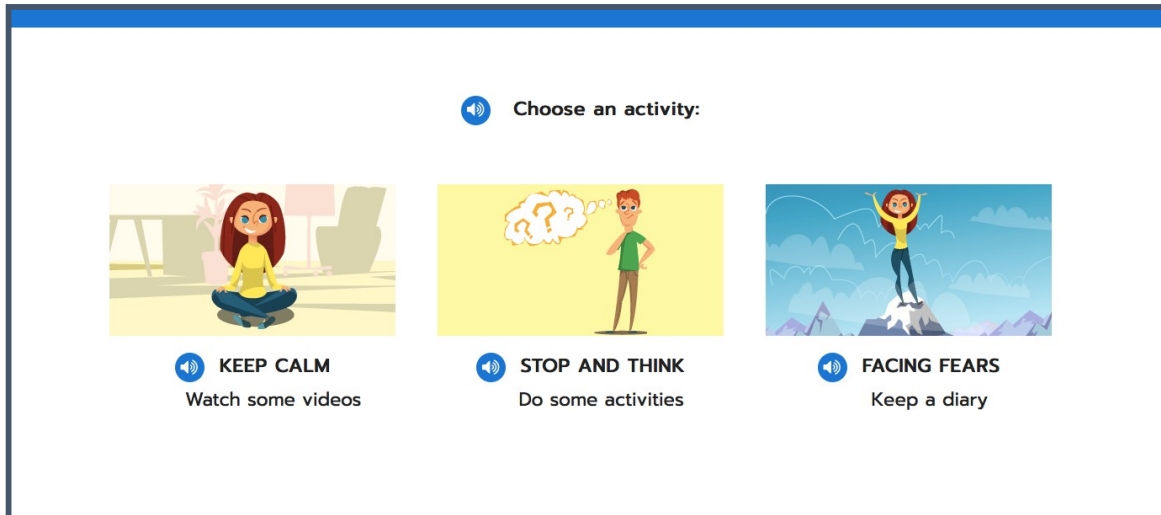 Choose an activity:
KEEP CALM
Watch some videos
STOP AND THINK
Do some activities
FACING FEARS
Keep a diary